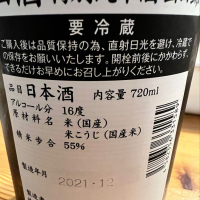 要冷蔵
ご購入後は品質保持の為、直射日光を避け、冷蔵で
の保存をお願いいたします。開栓前後にかかわらず、
できるだけお早めにお召し上がりください。
品目 日本酒 内容量 720ml
アルコール分 16度
原材料名 米(国産)
米こうじ(国産米)
精米歩合 55%
製造年月
2021.12